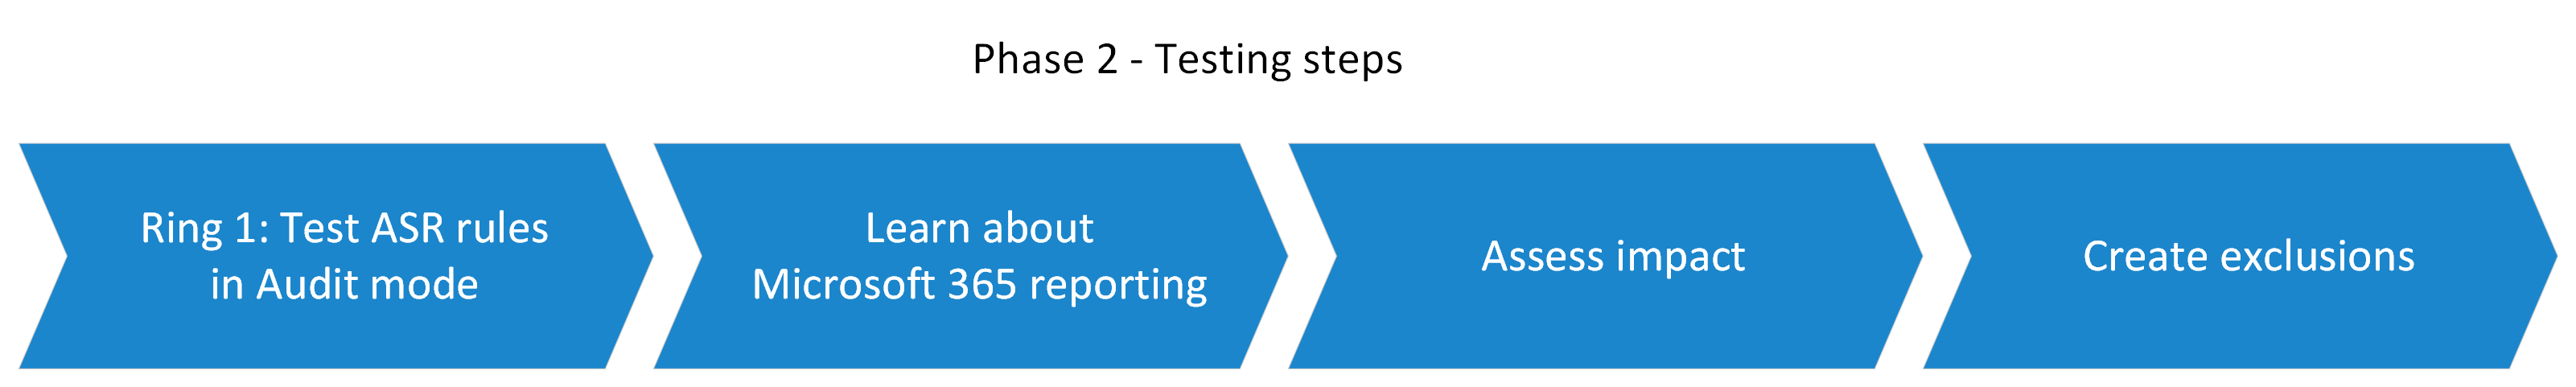 Phase 2 - Testing steps
Ring 1: Test ASR rules
in Audit mode
Learn about
Microsoft 365 reporting
Assess impact
Create exclusions